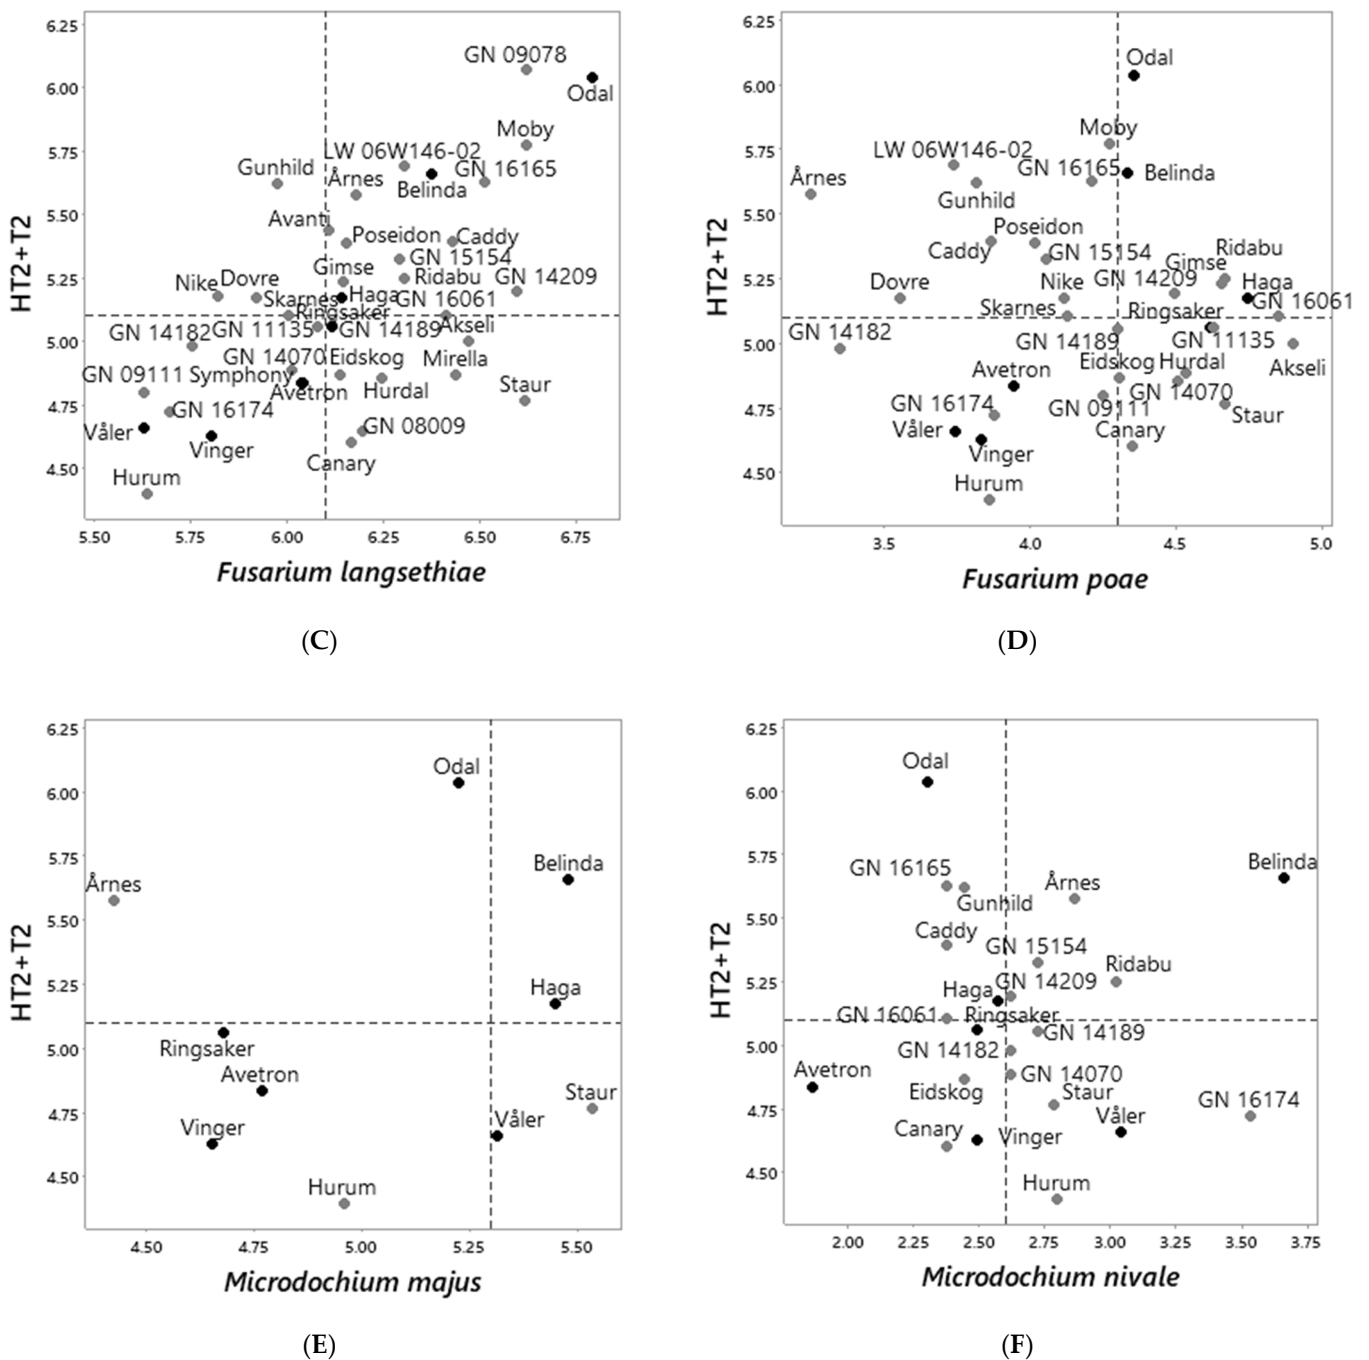 6.25
6.00
5.75
5.50
5.25
5.00
4.75
4.50
HT2+T2
GN 09078
Odal
Moby
LW 06W146-02
Gunhild
GN 16165
Årnes
Belinda
Avanti
Poseidon
Caddy
GN 15154
Gimse
Nike
Dovre
Ridabu
GN 14209
Skarnes
Haga
GN 16061
Ringsaker
GN 14182
GN 11135
GN 14189
Akseli
GN 14070
Eidskog
Mirella
GN 09111
Symphony
Avetron
Hurdal
Staur
GN 16174
GN 08009
Våler
Vinger
Canary
Hurum
5.50
5.75
6.00
6.25
6.50
6.75
Fusarium langsethiae
(C)
6.25
6.00
5.75
5.50
5.25
5.00
4.75
4.50
HT2+T2
Odal
Moby
LW 06W146-02
GN 16165
Belinda
Årnes
Gunhild
Poseidon
Caddy
GN 15154
Ridabu
Gimse
Dovre
Nike
GN 14209
Haga
GN 16061
Skarnes
Ringsaker
GN 14182
GN 14189
GN 11135
Akseli
Avetron
Eidskog
Hurdal
GN 14070
GN 16174
GN 09111
Staur
Våler
Canary
Vinger
Hurum
3.5
4.0
4.5
5.0
Fusarium poae
(D)
6.25
6.00
5.75
5.50
5.25
5.00
4.75
4.50
HT2+T2
Odal
Belinda
Årnes
Haga
Ringsaker
Avetron
Staur
Vinger
Våler
Hurum
4.50
4.75
5.00
5.25
5.50
Microdochium majus
(E)
6.25
6.00
5.75
5.50
5.25
5.00
4.75
4.50
HT2+T2
Odal
GN 16165
Belinda
Årnes
Gunhild
Caddy
GN 15154
Ridabu
GN 14209
Haga
GN 16061
Ringsaker
GN 14189
GN 14182
Avetron
GN 14070
Eidskog
Staur
GN 16174
Våler
Canary
Vinger
Hurum
2.00
2.25
2.50
2.75
3.00
3.25
3.50
3.75
Microdochium nivale
(F)